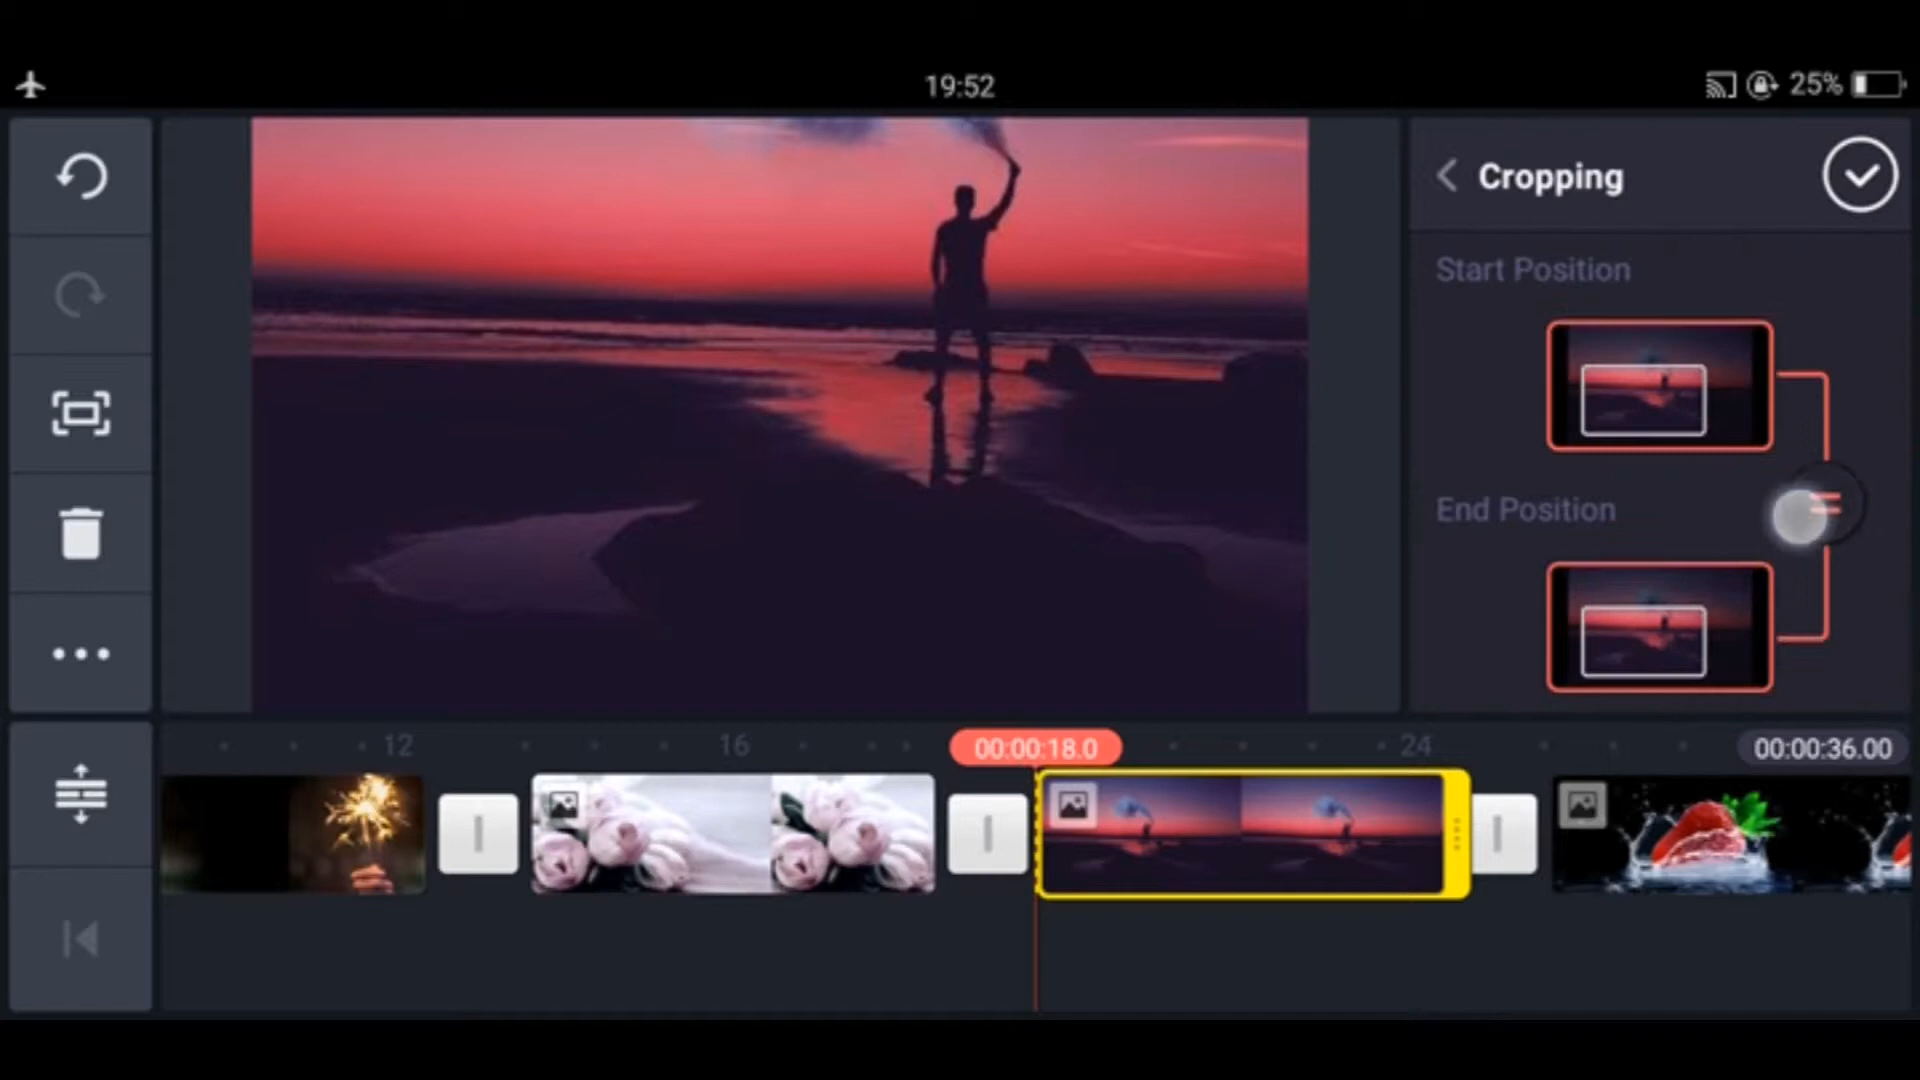 19:52
25%
Cropping
Start Position
End Position
12
16
00:00:18.0
24
00:00:36.00